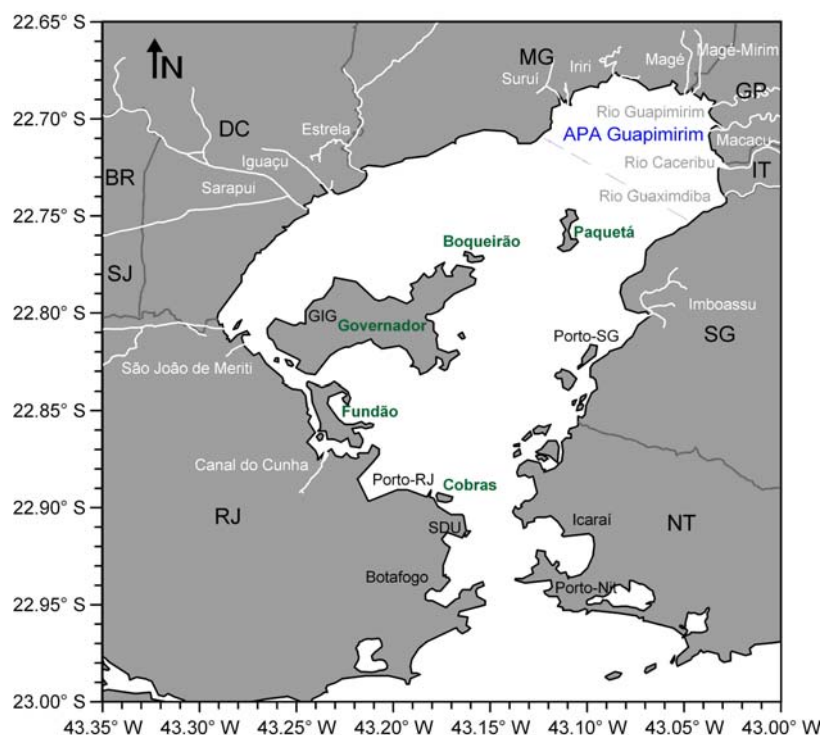 22.65° S
22.70° S
22.75° S
22.80° S
22.85° S
22.90° S
22.95° S
23.00° S
N
MG
Iriri
Magé
Magé-Mirim
Suruí
GP
Rio Guapimirim
APA Guapimirim
Macacu
DC
Estrela
Iguaçu
Rio Caceribu
IT
BR
Sarapui
Rio Guaximdiba
Boqueirão
Paquetá
SJ
Imboassu
GIG
Governador
SG
Porto-SG
São João de Meriti
Fundão
Canal do Cunha
Porto-RJ
Cobras
RJ
SDU
Icaraí
NT
Botafogo
Porto-Nit
43.35 W
43.30° W
43.25° W
43.20° W
43.15° W
43.10° W
43.05° W
43.00° W